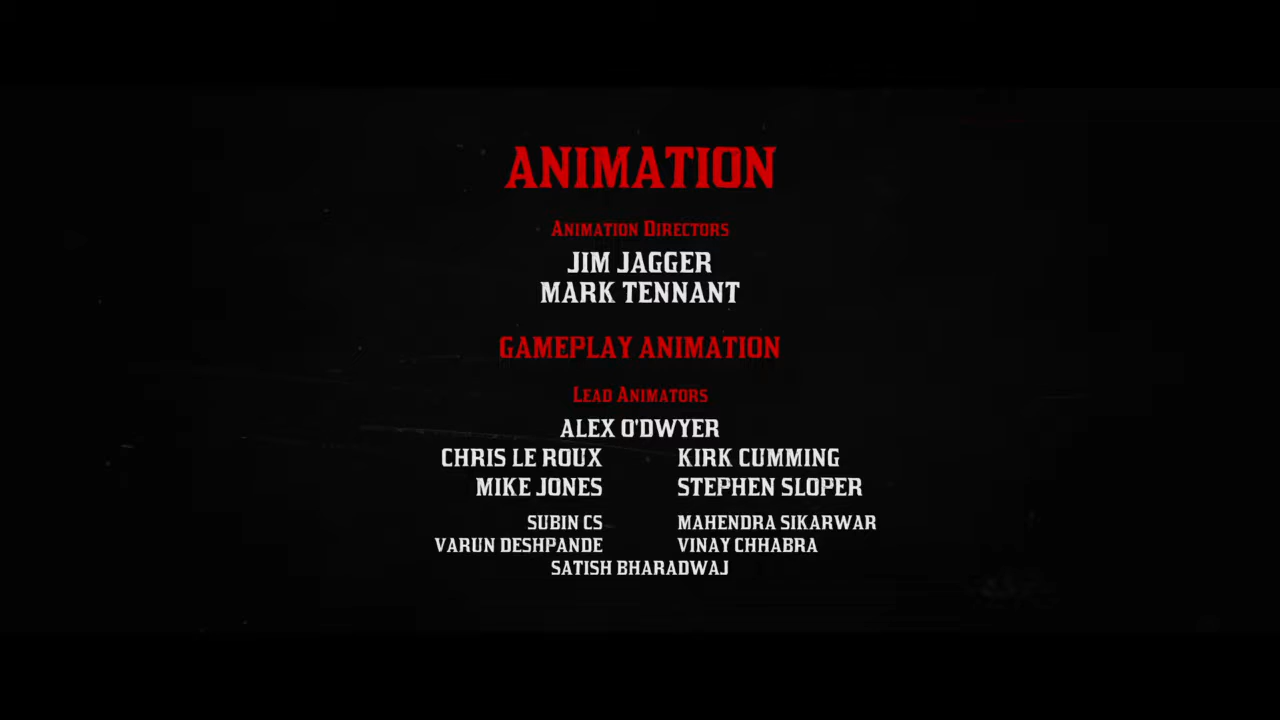 ANIMATION
ANIMATION DIRECTORS
JIM JAGGER
MARK TENNANT
GAMEPLAY ANIMATION
LEAD ANIMATORS
ALEX O'DWYER
CHRIS LE ROUX KIRK CUMMING
MIKE JONES STEPHEN SLOPER
SUBIN CS MAHENDRA SIKARWAR
VARUN DESHPANDE VINAY CHHABRA
SATISH BHARADWAJ